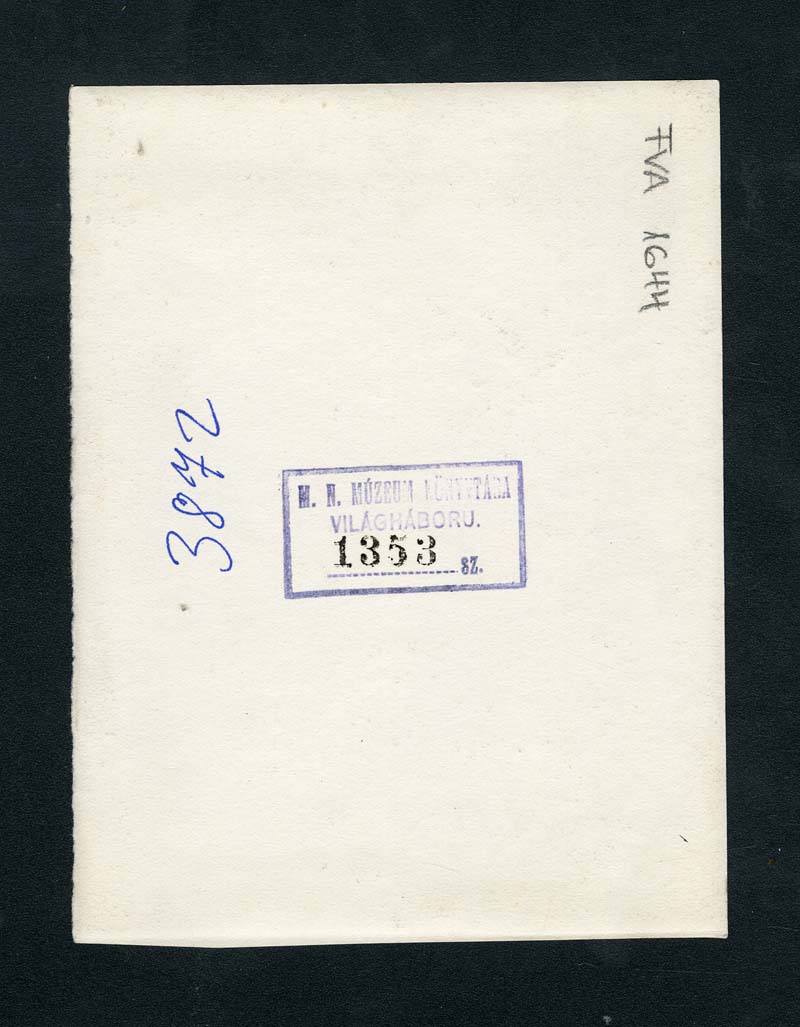 FVA 1644
3872
M. N. MÚZEUM KÖNYVTÁRA
VILÁGHÁBORU.
1353 SZ.